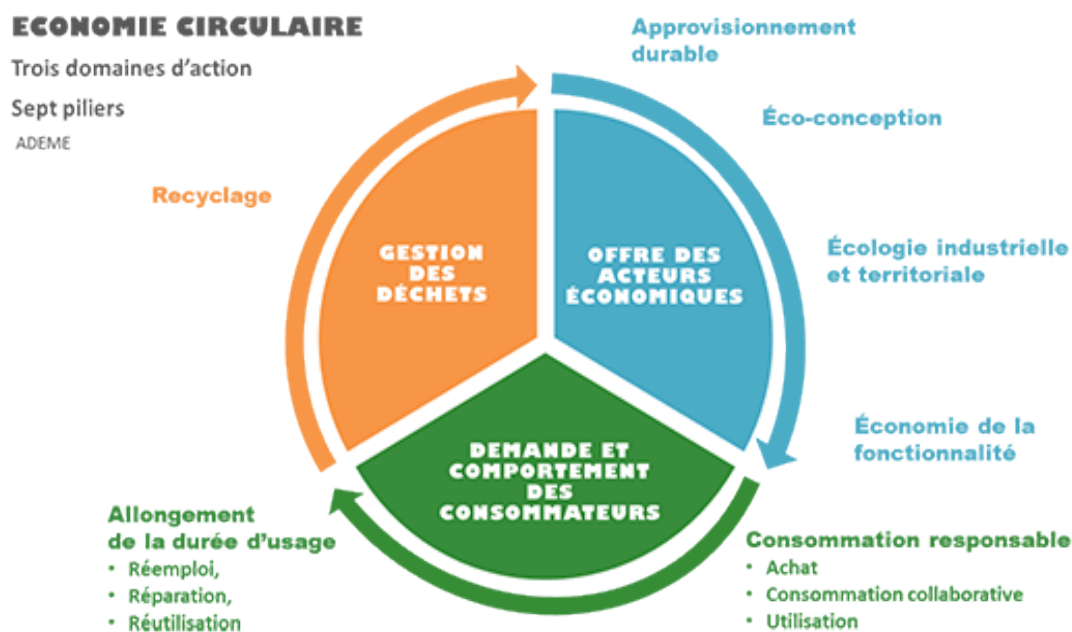 ECONOMIE CIRCULAIRE
Trois domaines d'action
Sept piliers
ADEME
Approvisionnement
durable
Éco-conception
Écologie industrielle
et territoriale
Économie de la
fonctionnalité
Consommation responsable
• Achat
• Consommation collaborative
• Utilisation
Allongement
de la durée d'usage
• Réemploi,
• Réparation,
• Réutilisation
Recyclage
GESTION
DES
DÉCHETS
OFFRE DES
ACTEURS
ÉCONOMIQUES
DEMANDE ET
COMPORTEMENT
DES
CONSOMMATEURS